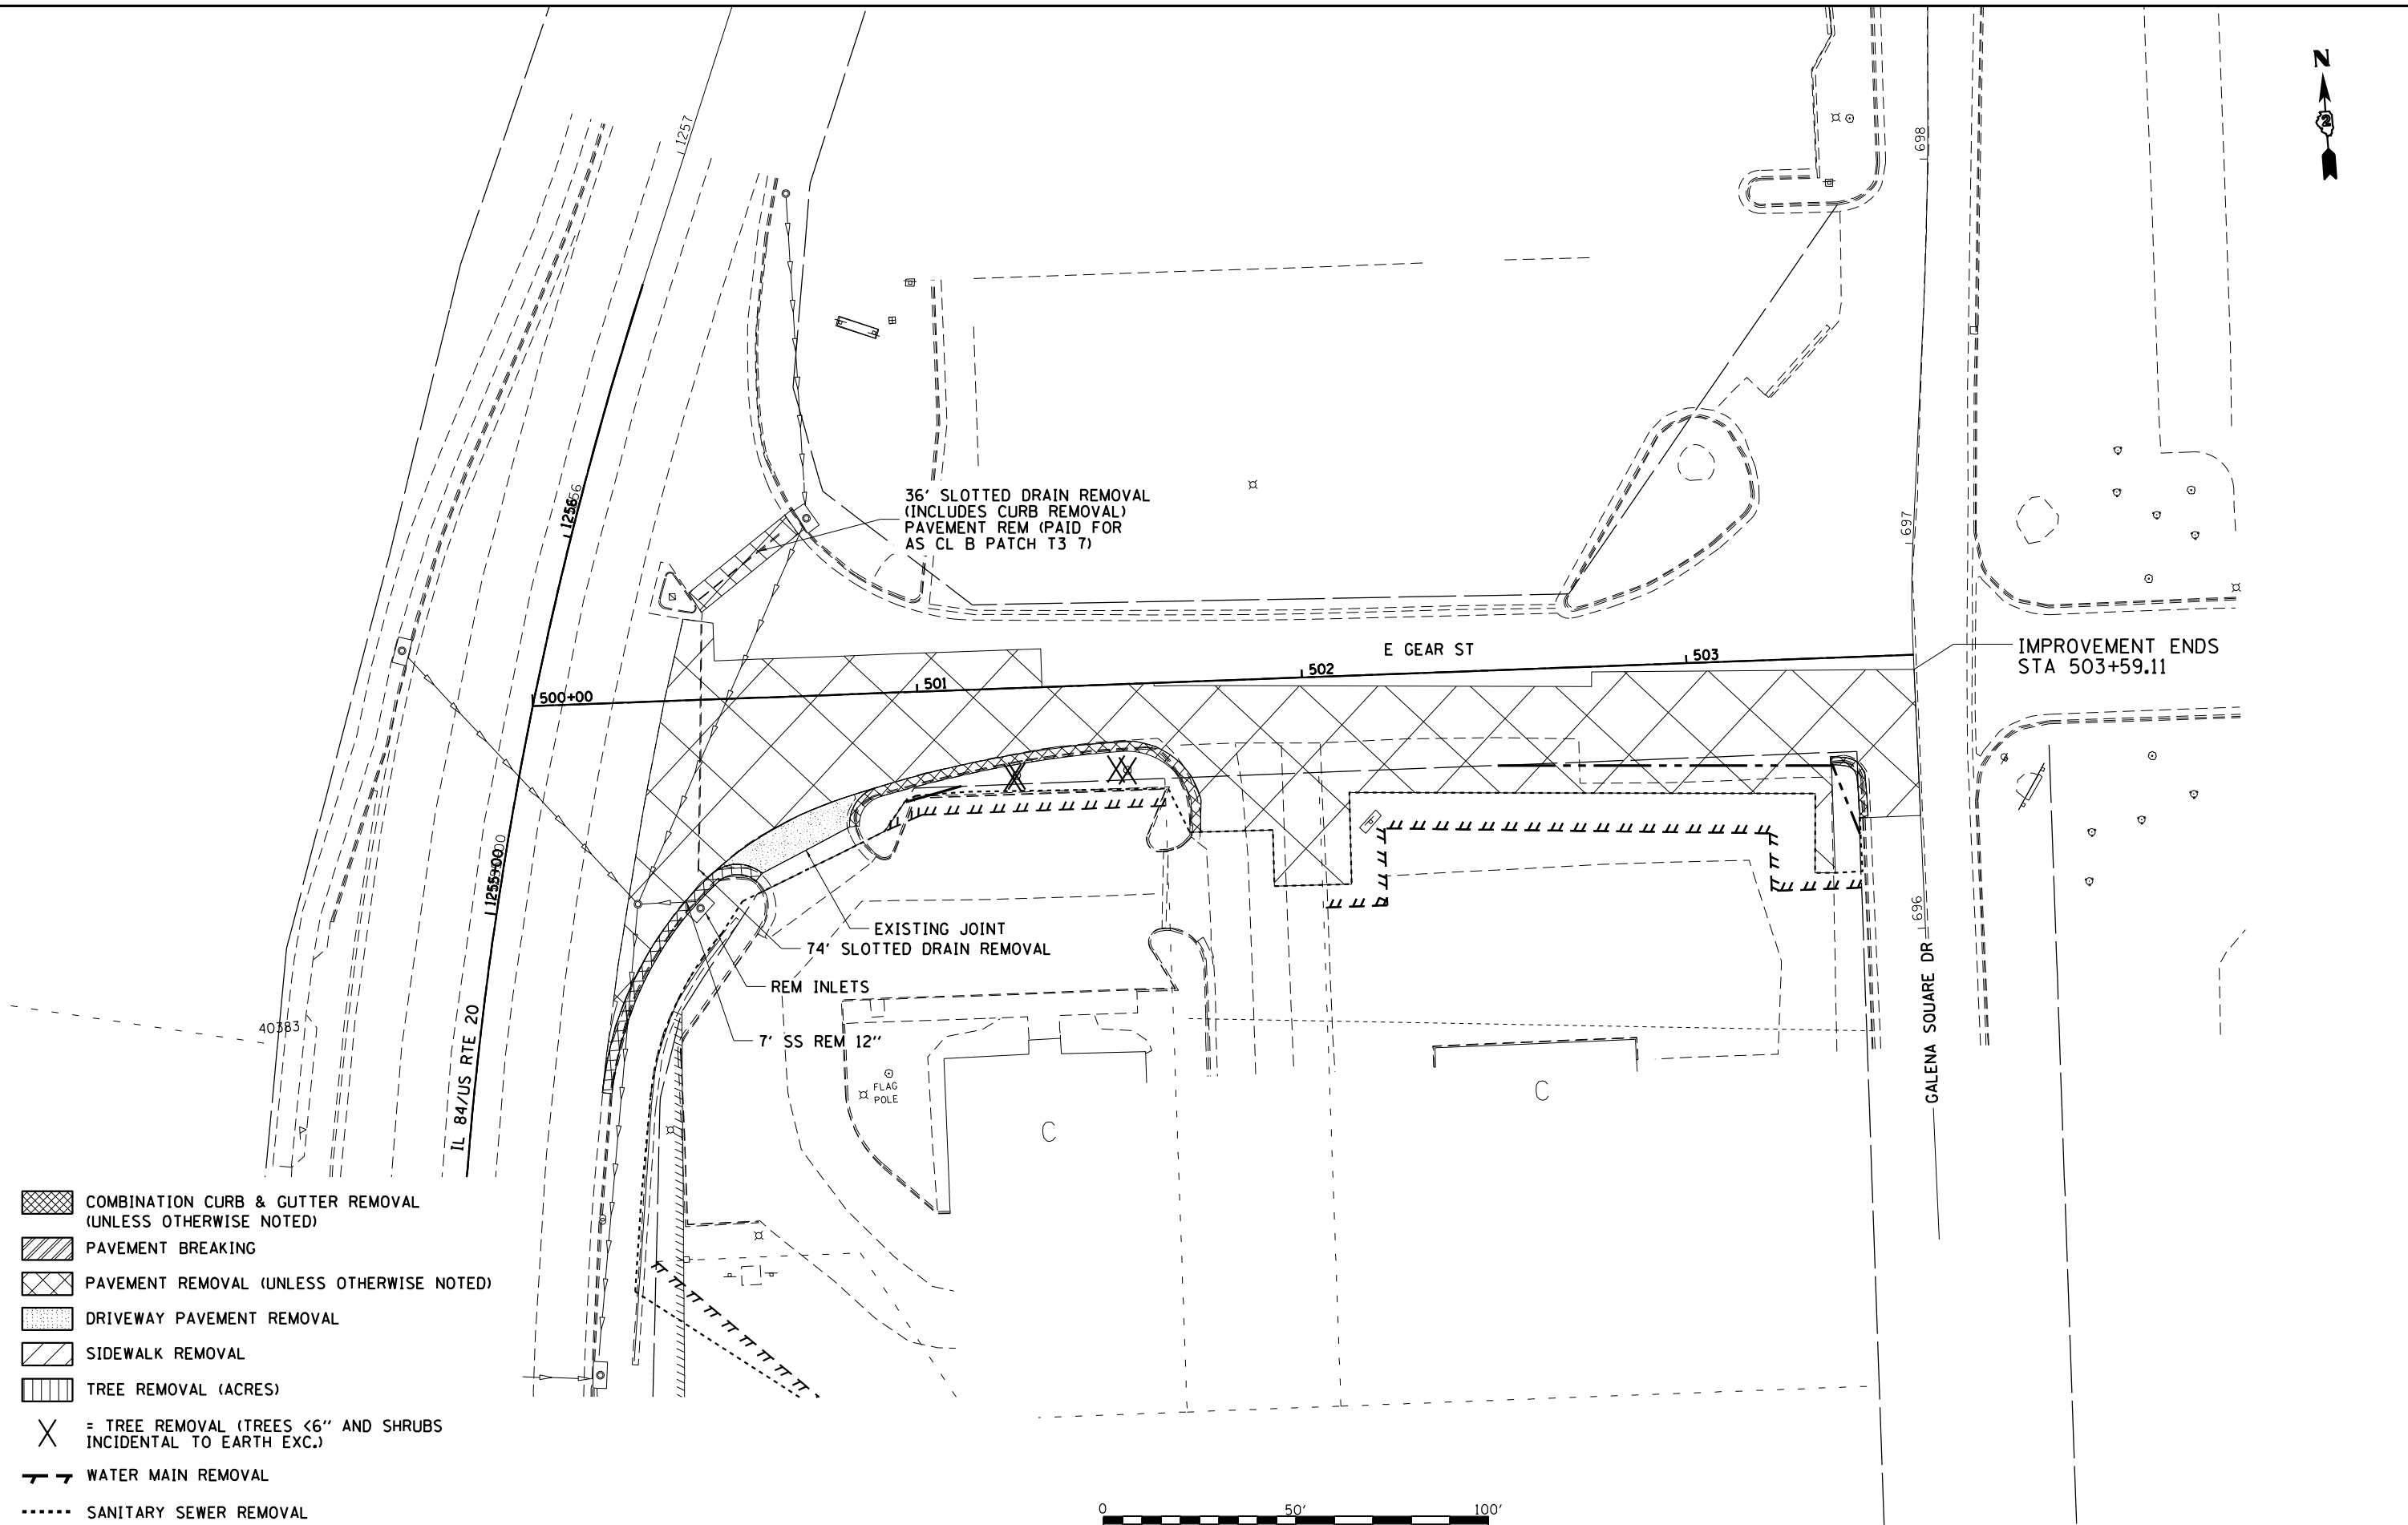 N
2
1257
698
1256
36' SLOTTED DRAIN REMOVAL
(INCLUDES CURB REMOVAL)
PAVEMENT REM (PAID FOR
AS CL B PATCH T3 7)
697
E GEAR ST
IMPROVEMENT ENDS
STA 503+59.11
500+00
501
502
503
1255+00
696
EXISTING JOINT
74' SLOTTED DRAIN REMOVAL
REM INLETS
7' SS REM 12"
40383
IL 84/US RTE 20
GALENA SQUARE DR
FLAG
POLE
C
C
COMBINATION CURB & GUTTER REMOVAL
(UNLESS OTHERWISE NOTED)
PAVEMENT BREAKING
PAVEMENT REMOVAL (UNLESS OTHERWISE NOTED)
DRIVEWAY PAVEMENT REMOVAL
SIDEWALK REMOVAL
TREE REMOVAL (ACRES)
= TREE REMOVAL (TREES <6" AND SHRUBS
INCIDENTAL TO EARTH EXC.)
WATER MAIN REMOVAL
SANITARY SEWER REMOVAL
0 50' 100'